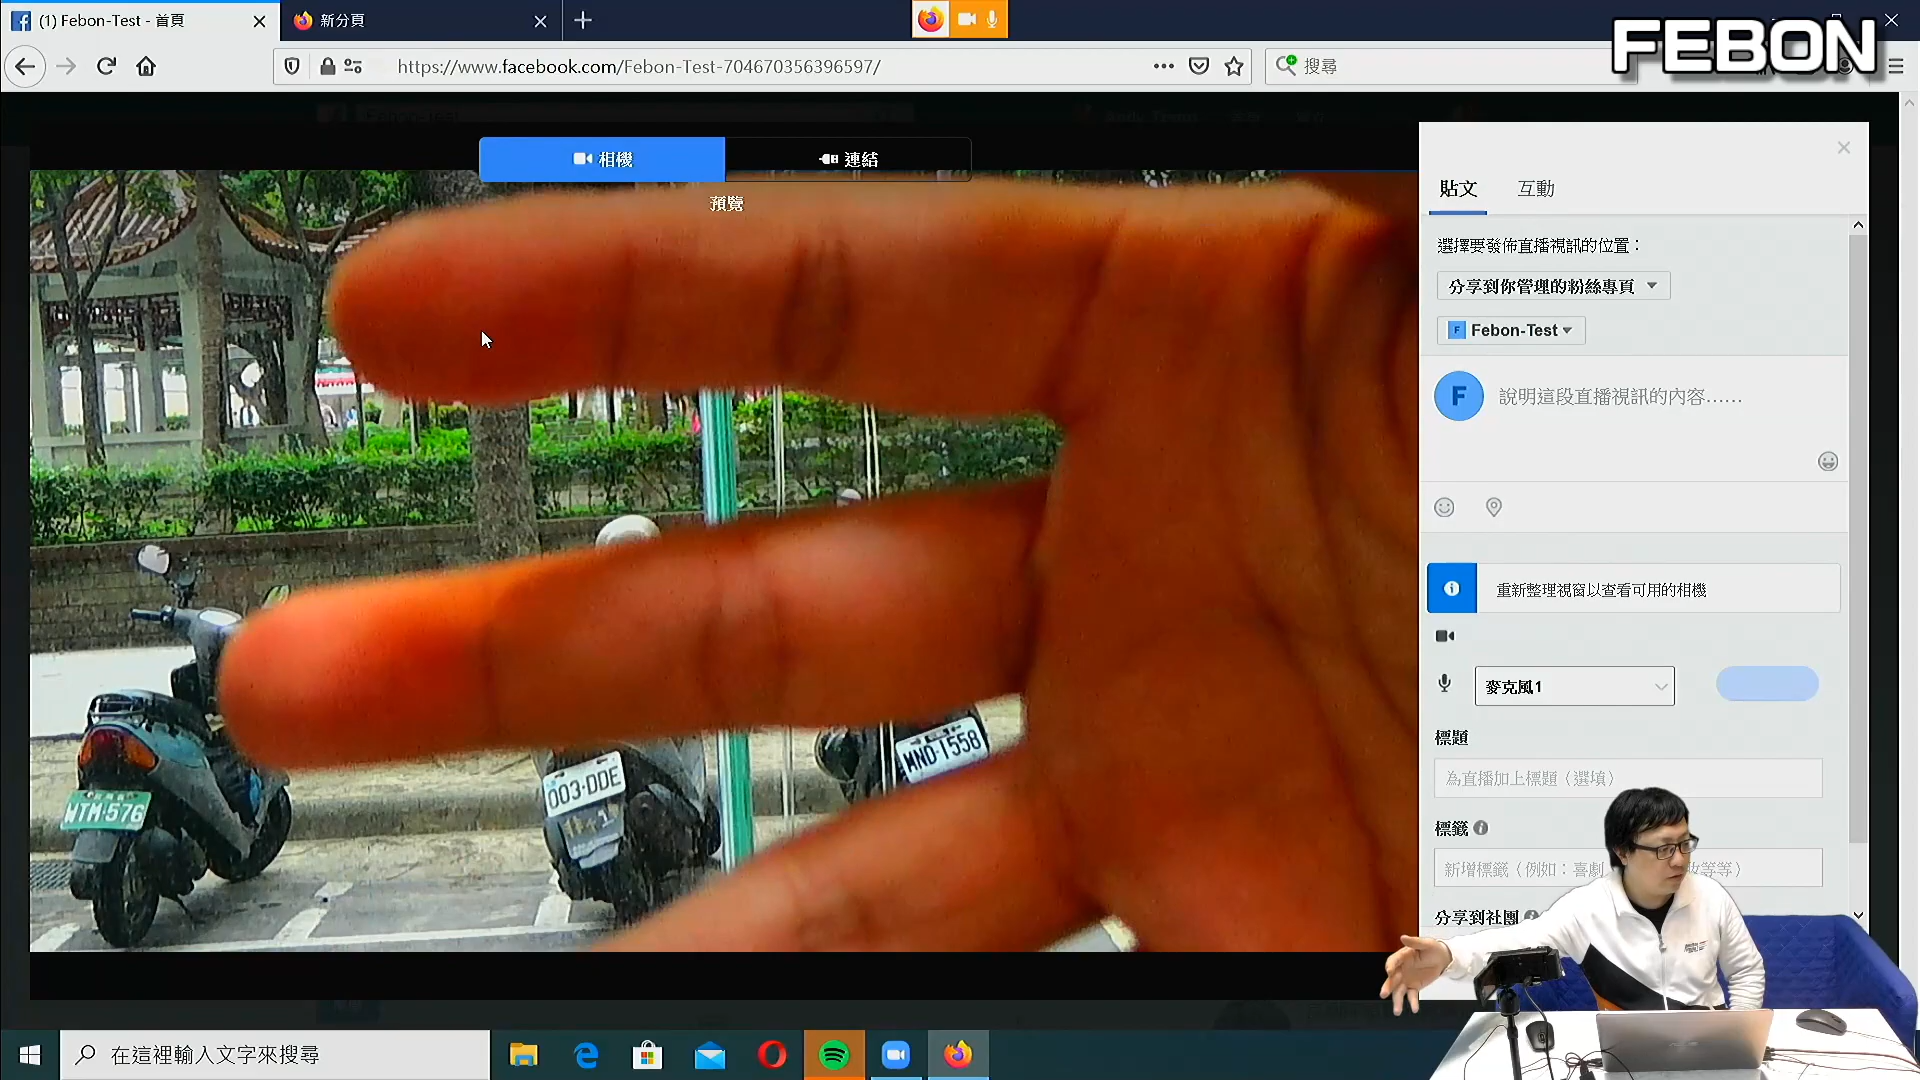 (1) Febon-Test - 首頁
新分頁
https://www.facebook.com/Febon-Test-704670356396597/
搜尋
FEBON
相機
連結
預覽
貼文
互動
選擇要發佈直播視訊的位置：
分享到你管理的粉絲專頁
F Febon-Test
F
說明這段直播視訊的內容……
重新整理視窗以查看可用的相機
麥克風1
標題
為直播加上標題（選填）
標籤
新增標籤（例如：喜劇
等等）
分享到社團
WTM-576
003-DDE
MND-1558
在這裡輸入文字來搜尋